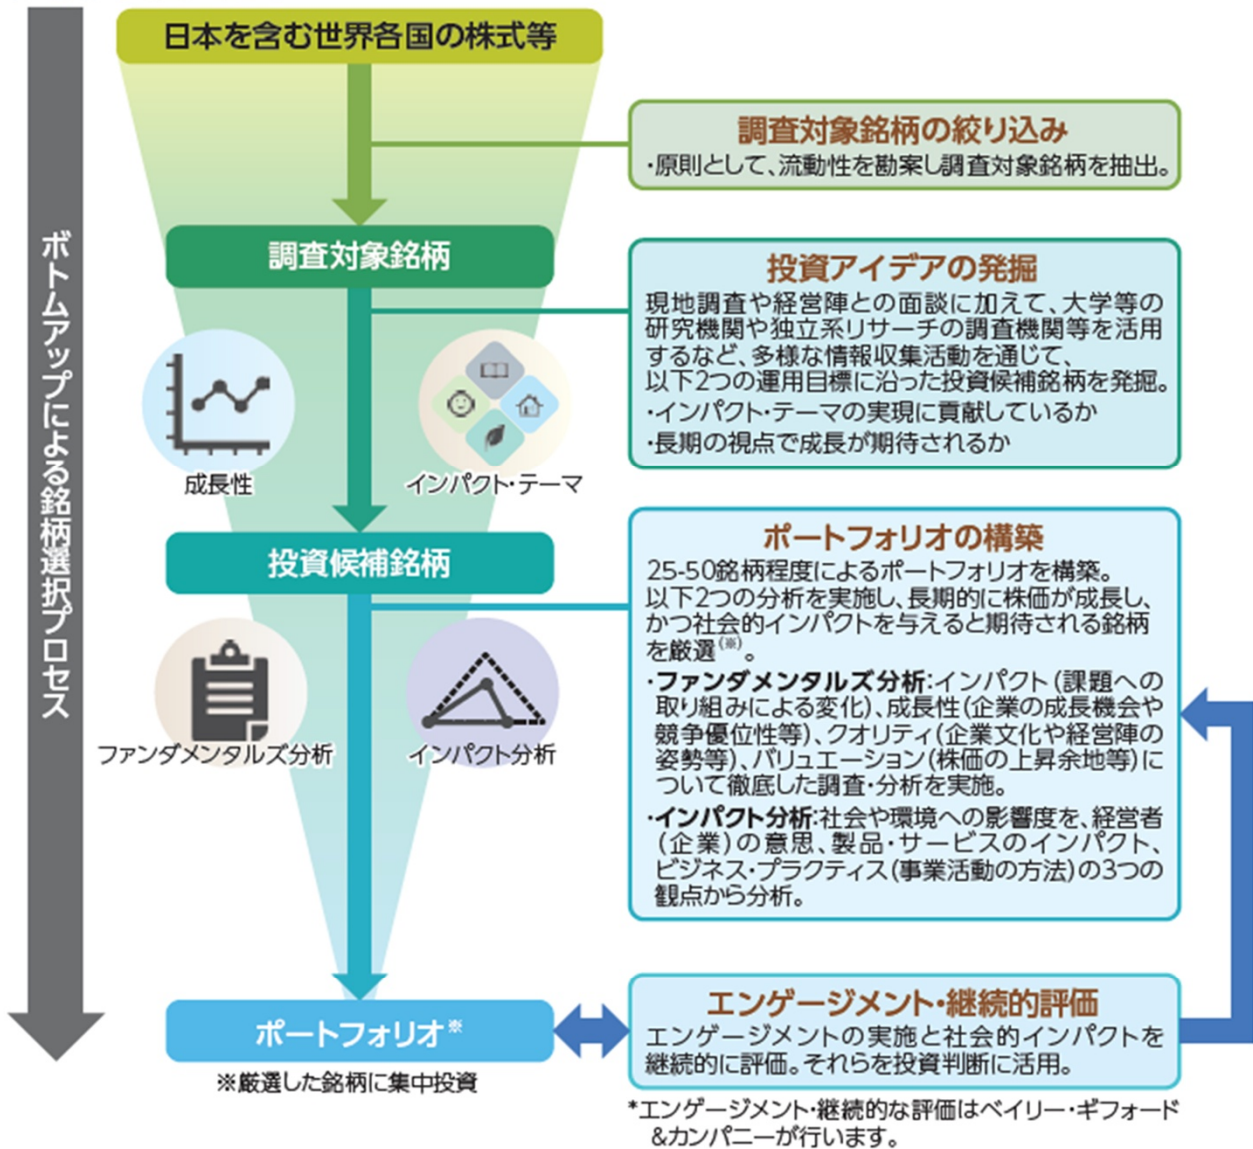 日本を含む世界各国の株式等
調査対象銘柄の絞り込み
・原則として、流動性を勘案し調査対象銘柄を抽出。
ボトムアップによる銘柄選択プロセス
調査対象銘柄
投資アイデアの発掘
現地調査や経営陣との面談に加えて、大学等の
研究機関や独立系リサーチの調査機関等を活用
するなど、多様な情報収集活動を通じて、
以下2つの運用目標に沿った投資候補銘柄を発掘。
・インパクト・テーマの実現に貢献しているか
・長期の視点で成長が期待されるか
成長性
インパクト・テーマ
投資候補銘柄
ポートフォリオの構築
25-50銘柄程度によるポートフォリオを構築。
以下2つの分析を実施し、長期的に株価が成長し、
かつ社会的インパクトを与えると期待される銘柄
を厳選(※)。
・ファンダメンタルズ分析:インパクト(課題への
取り組みによる変化)、成長性(企業の成長機会や
競争優位性等)、クオリティ(企業文化や経営陣の
姿勢等)、バリュエーション(株価の上昇余地等)に
ついて徹底した調査・分析を実施。
・インパクト分析:社会や環境への影響度を、経営者
(企業)の意思、製品・サービスのインパクト、
ビジネス・プラクティス(事業活動の方法)の3つの
観点から分析。
ファンダメンタルズ分析
インパクト分析
ポートフォリオ※
※厳選した銘柄に集中投資
エンゲージメント・継続的評価
エンゲージメントの実施と社会的インパクトを
継続的に評価。それらを投資判断に活用。
*エンゲージメント・継続的な評価はベイリー・ギフォード
&カンパニーが行います。